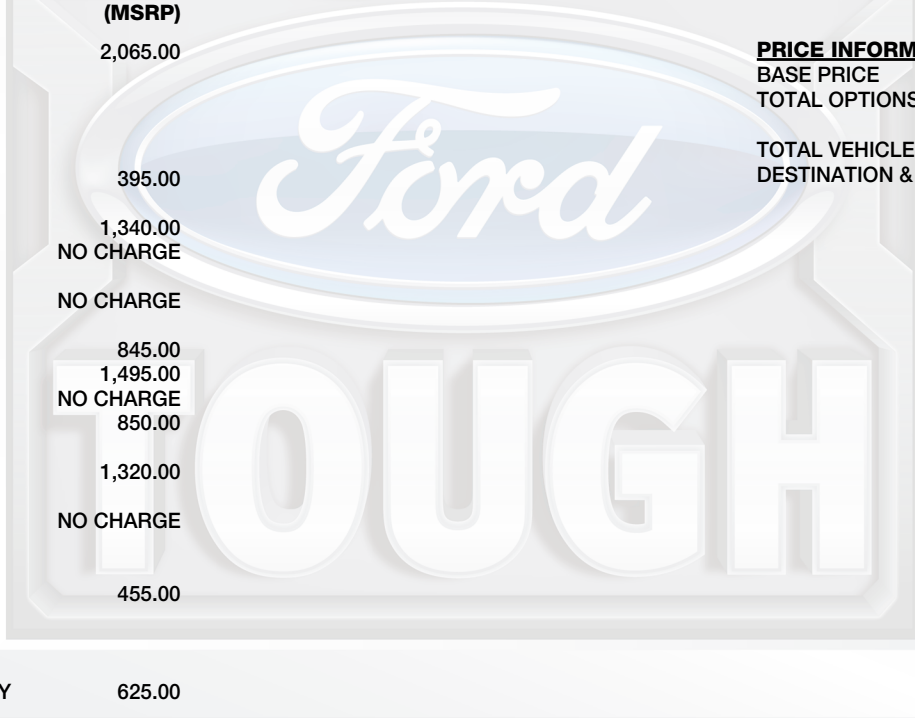 (MSRP)
2,065.00
395.00
1,340.00
NO CHARGE
NO CHARGE
845.00
1,495.00
NO CHARGE
850.00
1,320.00
NO CHARGE
455.00
Y 625.00
PRICE INFORM
BASE PRICE
TOTAL OPTIONS
TOTAL VEHICLE
DESTINATION &
Ford
TOUGH